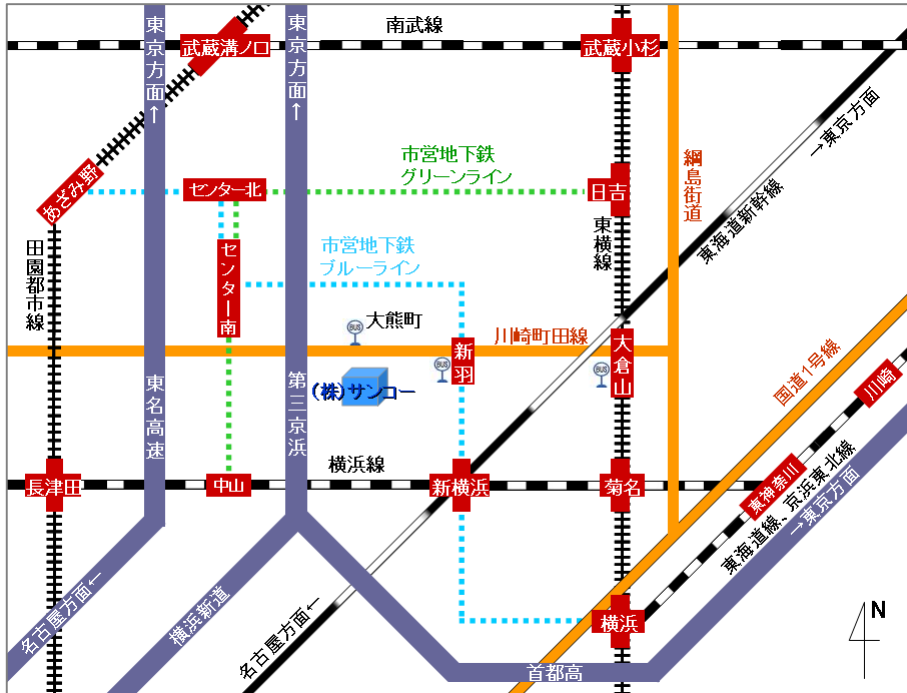 南武線
東京方面→
武蔵溝ノ口
東京方面→
武蔵小杉
→東京方面
綱島街道
市営地下鉄
グリーンライン
あざみ野
センター北
日吉
東横線
東海道新幹線
田園都市線
センター南
市営地下鉄
ブルーライン
BUS
大熊町
川崎町田線
BUS
新羽
BUS
大倉山
国道1号線
川崎
東名高速
第三京浜
(株)サンコー
横浜線
長津田
中山
新横浜
菊名
東神奈川
東海道線、京浜東北線
→東京方面
名古屋方面←
横浜新道
名古屋方面←
横浜
首都高
N